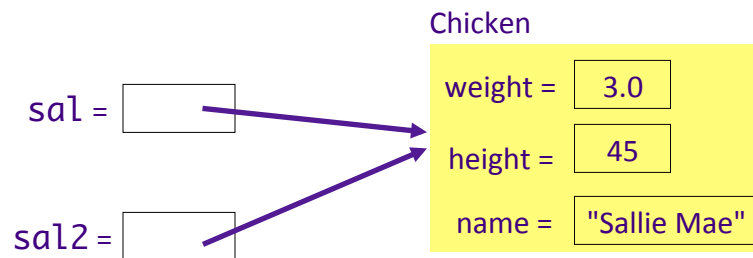 Chicken
weight = 3.0
sal =
height = 45
name = "Sallie Mae"
sal2 =